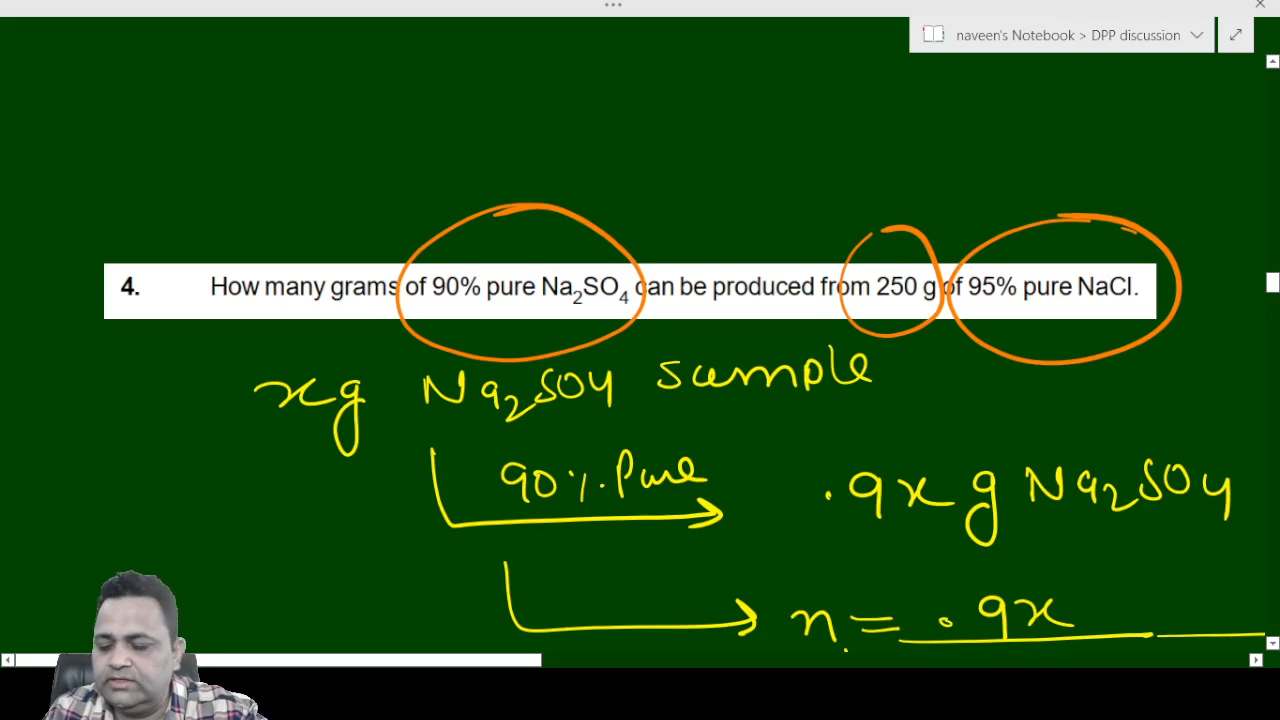 naveen's Notebook > DPP discussion
4. How many grams of 90% pure Na₂SO₄ can be produced from 250 g of 95% pure NaCl.
xg Na₂SO4 sample
90%.Pure .9x g Na₂SO4
n = .9x